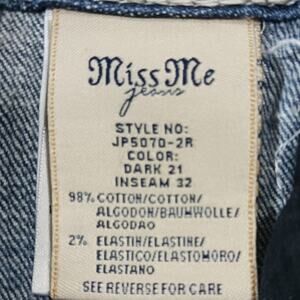 Miss Me
jeans
STYLE NO:
JP5070-2R
COLOR:
DARK 21
INSEAM 32
98% COTTON/COTTON/
ALGODON/BAUMWOLLE/
ALGODAO
2% ELASTIN/ELASTINE/
ELASTICO/ELASTOMORO/
ELASTANO
SEE REVERSE FOR CARE